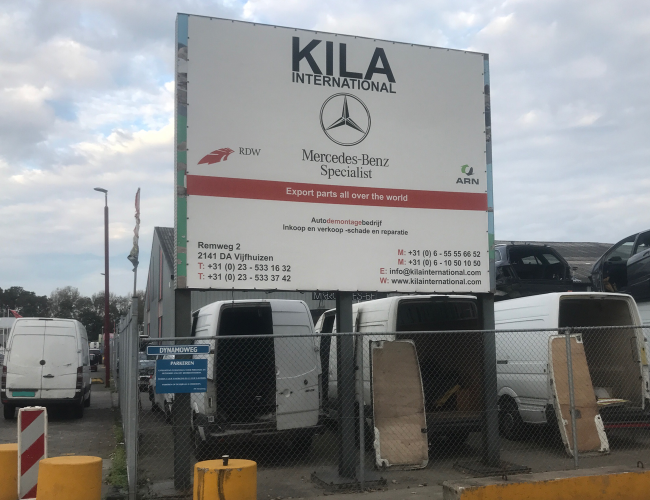 KILA
INTERNATIONAL
Mercedes-Benz
Specialist
RDW
ARN
Export parts all over the world
Autodemontagebedrijf
Inkoop en verkoop -schade en reparatie
Remweg 2
2141 DA Vijfhuizen
T: +31 (0) 23 - 533 16 32
T: +31 (0) 23 - 533 37 42
M: +31 (0) 6 - 55 55 66 52
M: +31 (0) 6 - 10 50 10 50
E: info@kilainternational.com
W: www.kilainternational.com
DYNAMOWEG
PARKEREN